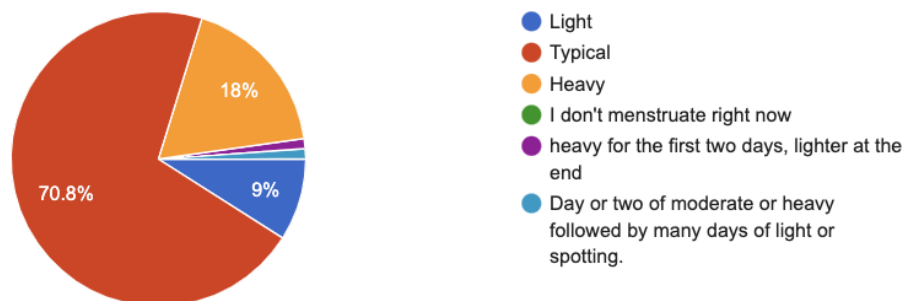 Light
Typical
Heavy
I don't menstruate right now
heavy for the first two days, lighter at the
end
Day or two of moderate or heavy
followed by many days of light or
spotting.
18%
9%
70.8%